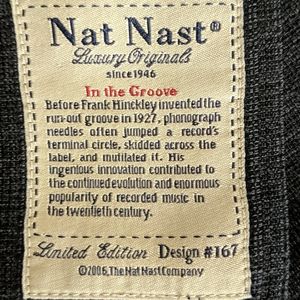 Nat Nast®
Luxury Originals
since 1946
In the Groove
Before Frank Hinckley invented the
run-out groove in 1927, phonograph
needles often jumped a record's
terminal circle, skidded across the
label, and mutilated it. His
ingenious innovation contributed to
the continued evolution and enormous
popularity of recorded music in
the twentieth century.
Limited Edition Design #167
©2006, The Nat Nast Company